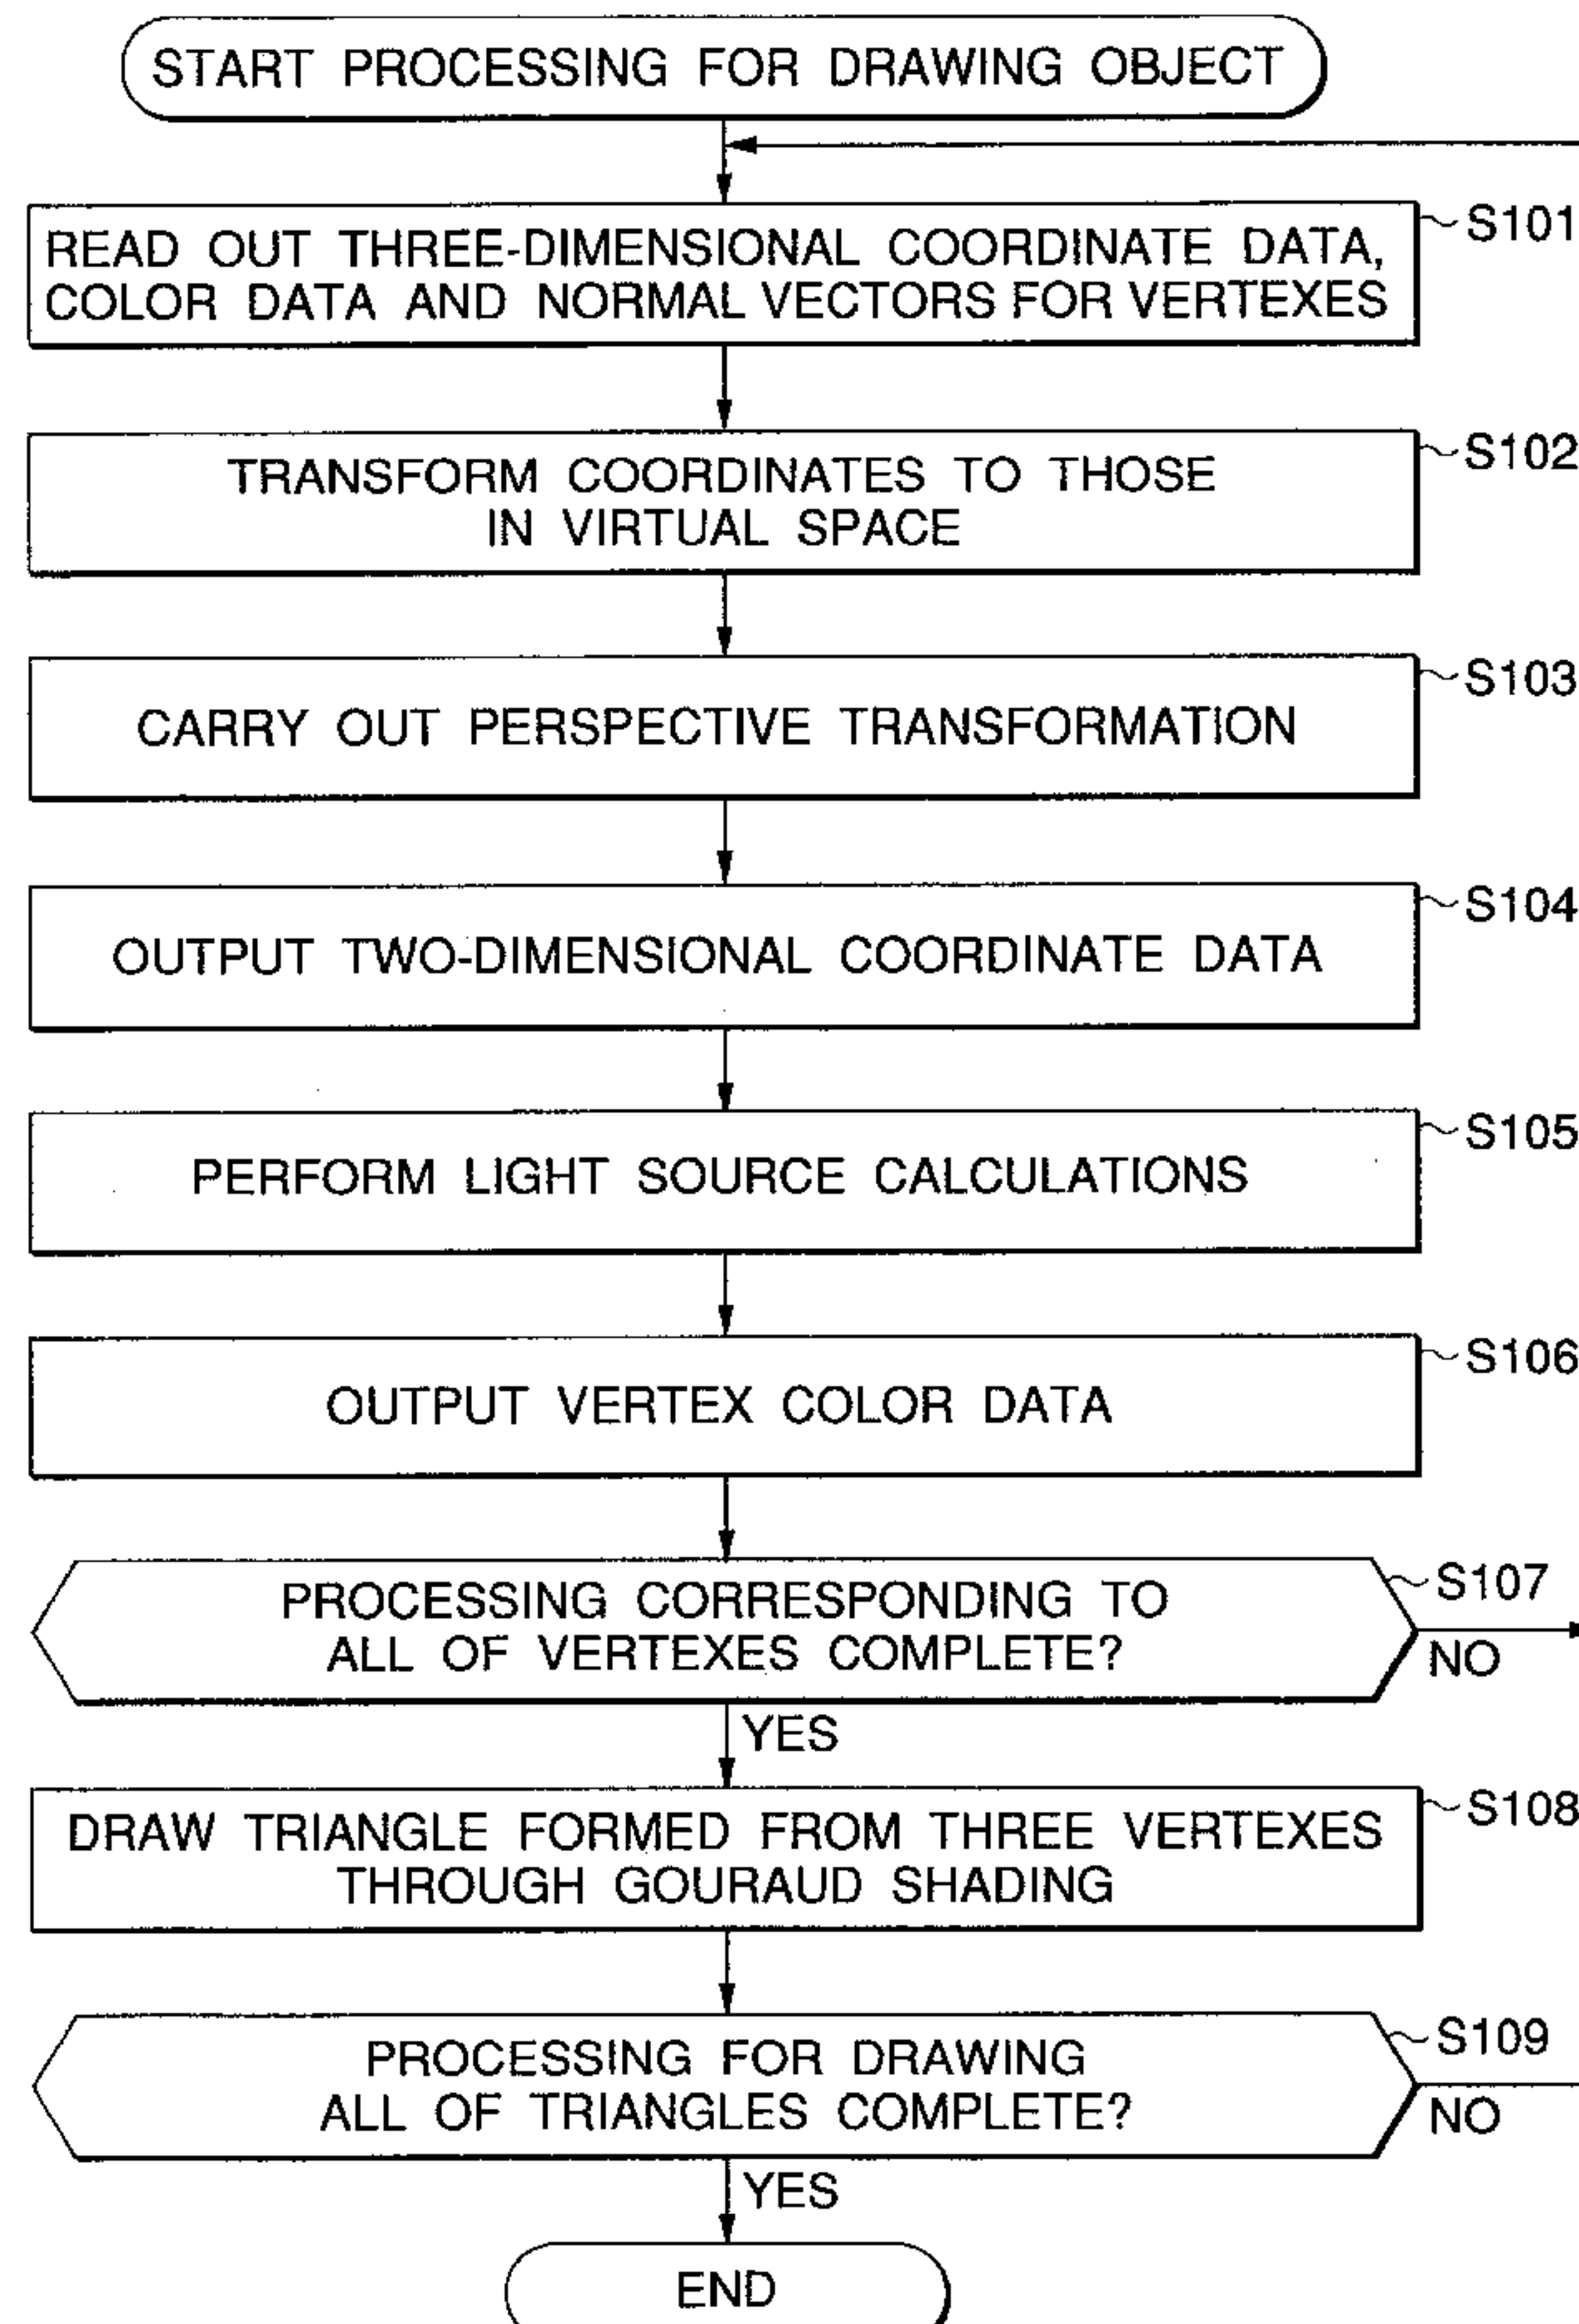 START PROCESSING FOR DRAWING OBJECT
READ OUT THREE-DIMENSIONAL COORDINATE DATA,
COLOR DATA AND NORMAL VECTORS FOR VERTEXES
S101
TRANSFORM COORDINATES TO THOSE
IN VIRTUAL SPACE
S102
CARRY OUT PERSPECTIVE TRANSFORMATION
S103
OUTPUT TWO-DIMENSIONAL COORDINATE DATA
S104
PERFORM LIGHT SOURCE CALCULATIONS
S105
OUTPUT VERTEX COLOR DATA
S106
PROCESSING CORRESPONDING TO
ALL OF VERTEXES COMPLETE?
S107
NO
YES
DRAW TRIANGLE FORMED FROM THREE VERTEXES
THROUGH GOURAUD SHADING
S108
PROCESSING FOR DRAWING
ALL OF TRIANGLES COMPLETE?
S109
NO
YES
END